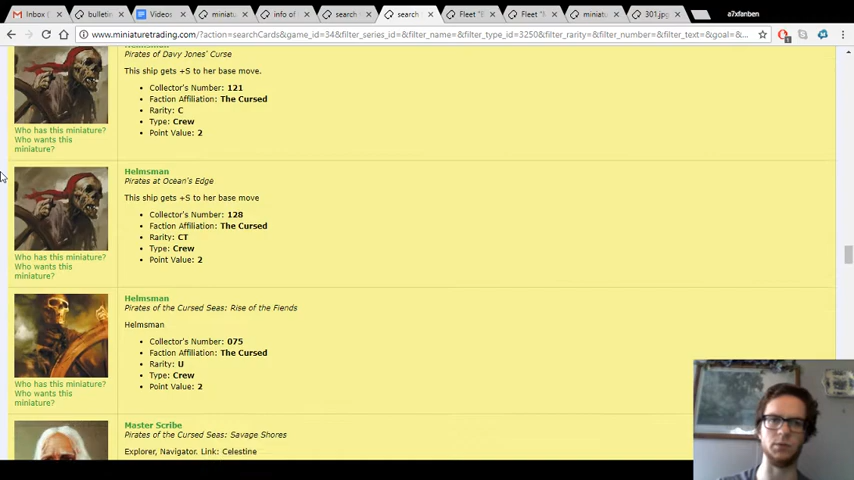 Inbox (
bulletin
Videos
miniatu
info of
search
search
Fleet "E
Fleet "
miniatu
301.jpg
a7xfanben
www.miniaturetrading.com/?action=searchCards&game_id=34&filter_series_id=&filter_name=&filter_type_id=3250&filter_rarity=&filter_number=&filter_text=&goal=&...
Pirates of Davy Jones' Curse
This ship gets +S to her base move.
• Collector's Number: 121
• Faction Affiliation: The Cursed
• Rarity: C
• Type: Crew
• Point Value: 2
Who has this miniature?
Who wants this
miniature?
Helmsman
Pirates at Ocean's Edge
This ship gets +S to her base move
• Collector's Number: 128
• Faction Affiliation: The Cursed
• Rarity: CT
• Type: Crew
• Point Value: 2
Who has this miniature?
Who wants this
miniature?
Helmsman
Pirates of the Cursed Seas: Rise of the Fiends
Helmsman
• Collector's Number: 075
• Faction Affiliation: The Cursed
• Rarity: U
• Type: Crew
• Point Value: 2
Who has this miniature?
Who wants this
miniature?
Master Scribe
Pirates of the Cursed Seas: Savage Shores
Explorer, Navigator. Link: Celestine